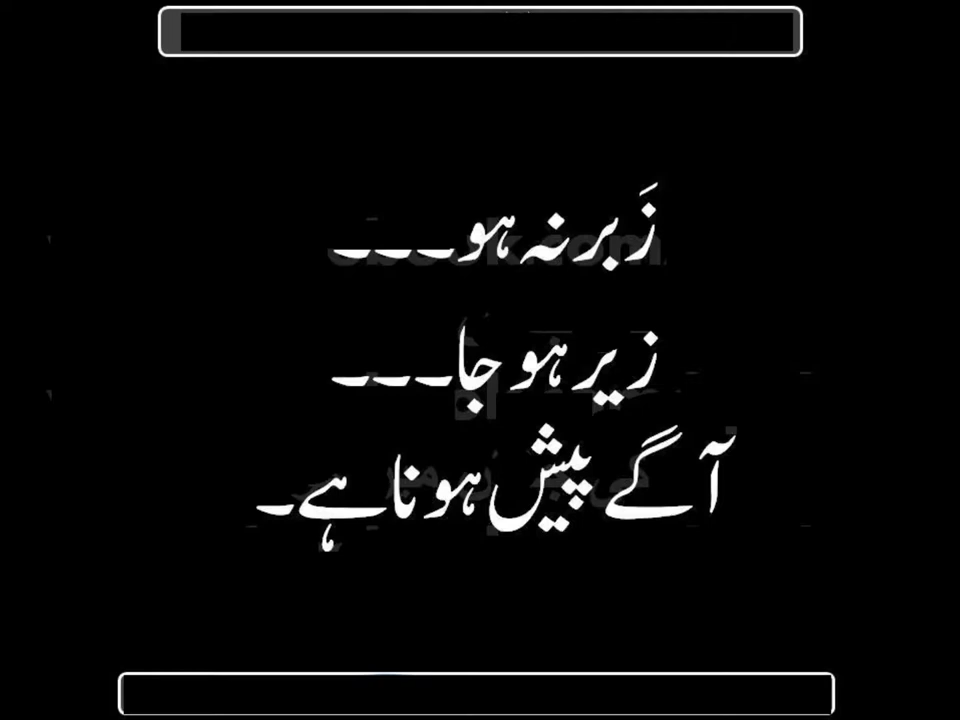 زَبر نہ ہو۔۔۔
زیر ہو جا۔۔۔
آگے پیش ہونا ہے۔